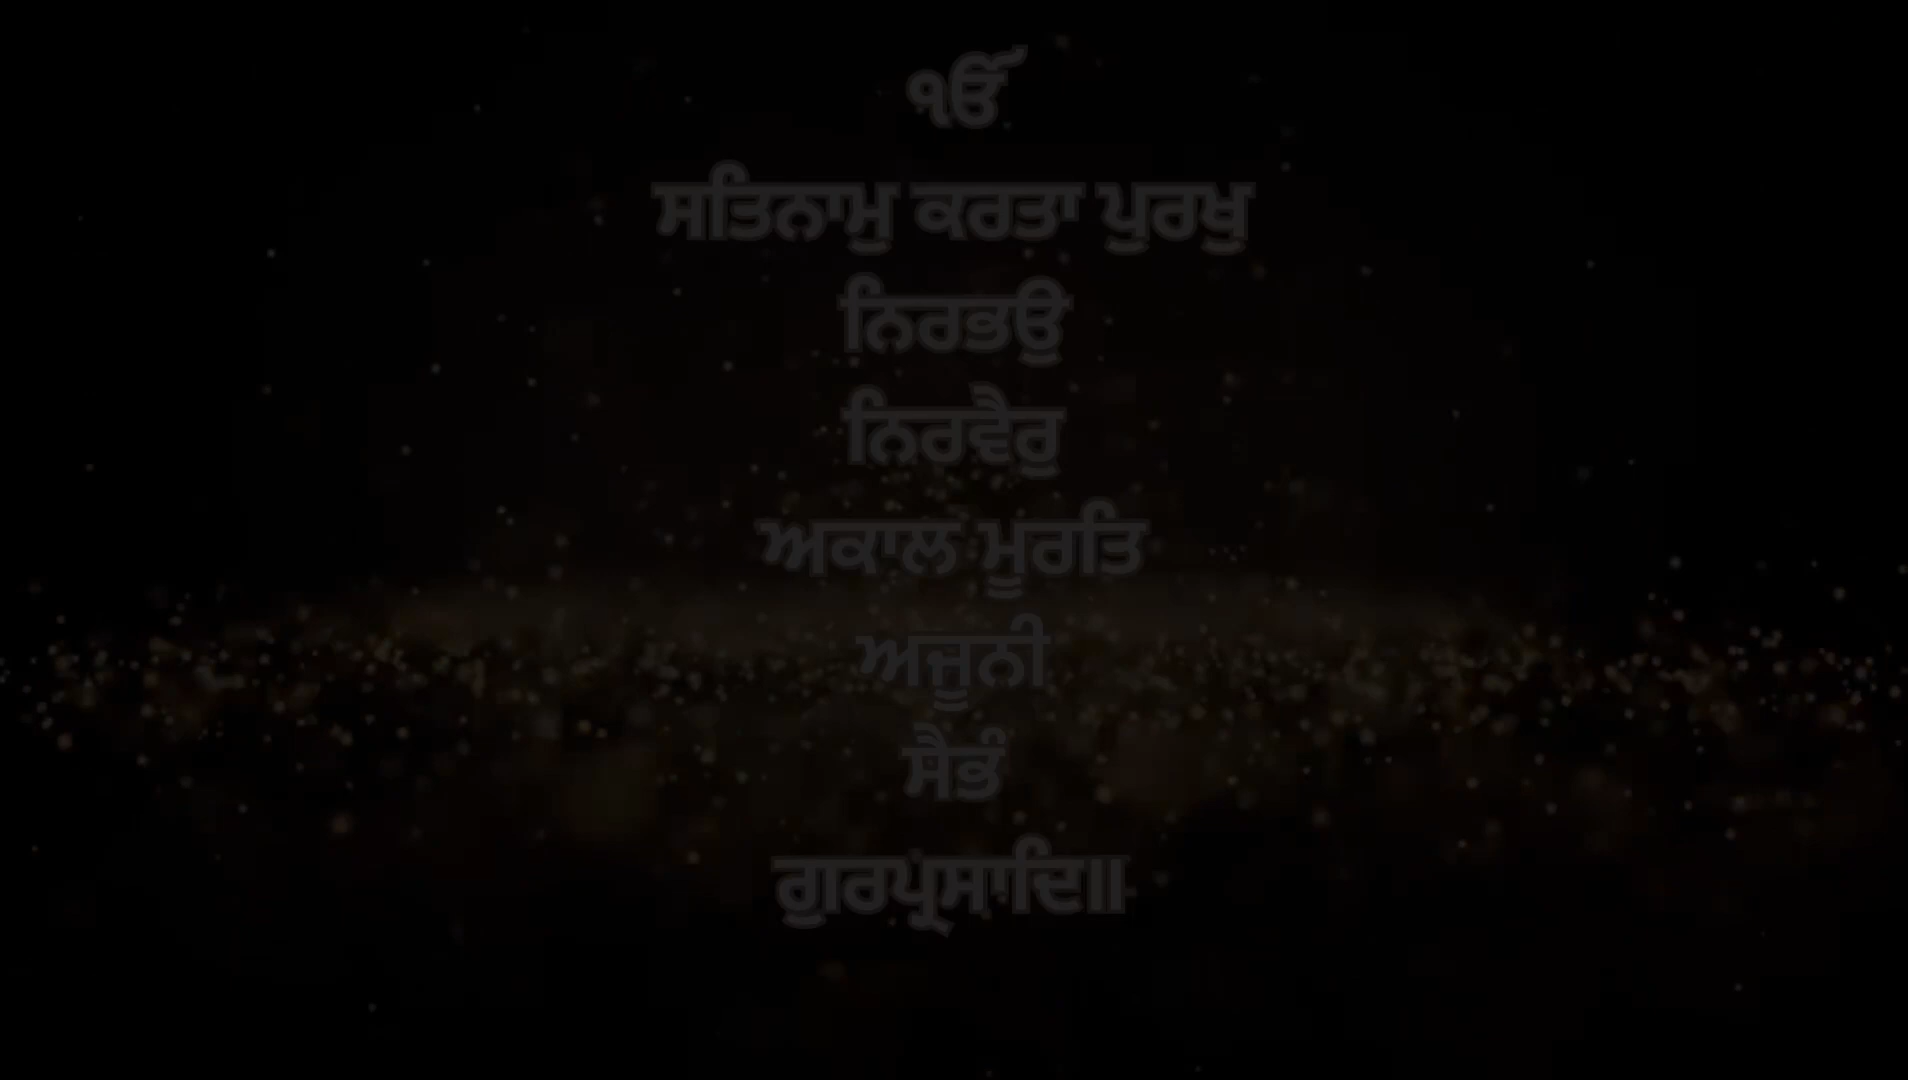 ੴ
ਸਤਿਨਾਮੁ ਕਰਤਾ ਪੁਰਖੁ
ਨਿਰਭਉ
ਨਿਰਵੈਰੁ
ਅਕਾਲ ਮੂਰਤਿ
ਅਜੂਨੀ
ਸੈਭੰ
ਗੁਰਪ੍ਰਸਾਦਿ॥